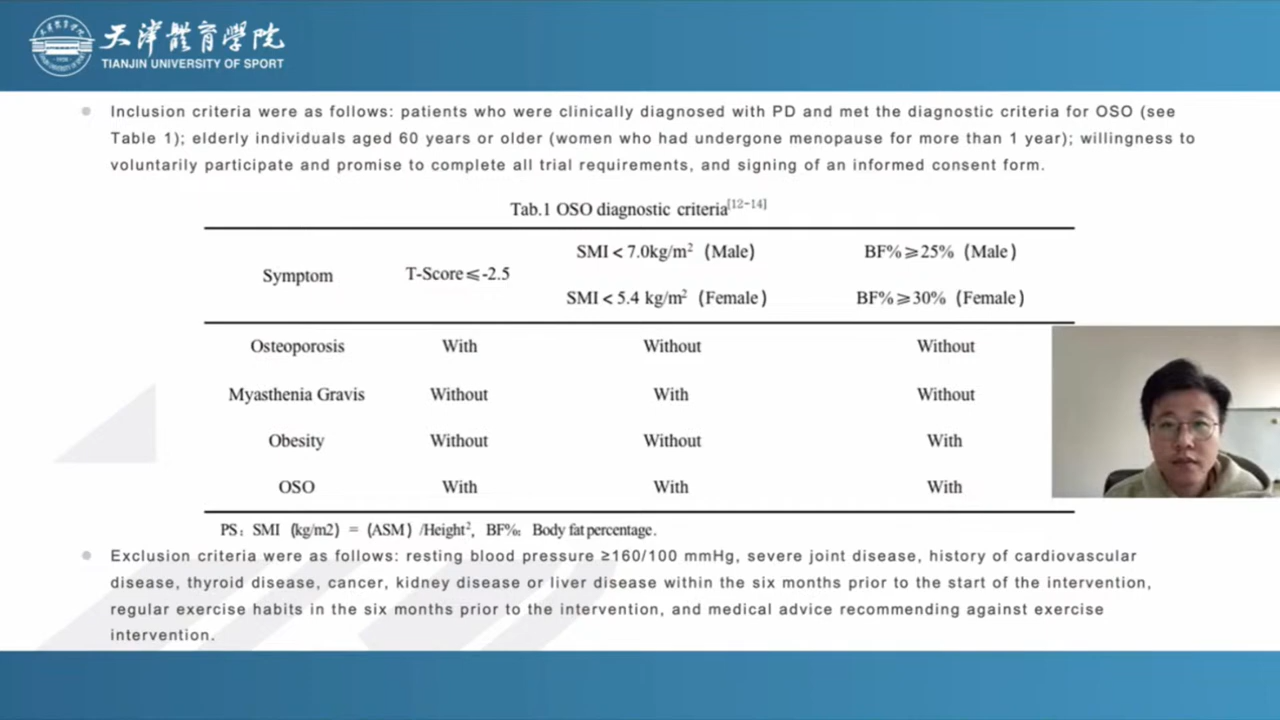 天津體育學院
TIANJIN UNIVERSITY OF SPORT
Inclusion criteria were as follows: patients who were clinically diagnosed with PD and met the diagnostic criteria for OSO (see
Table 1); elderly individuals aged 60 years or older (women who had undergone menopause for more than 1 year); willingness to
voluntarily participate and promise to complete all trial requirements, and signing of an informed consent form.
Tab.1 OSO diagnostic criteria[12-14]
Symptom T-Score⩽-2.5 SMI < 7.0kg/m² (Male) BF%⩾25% (Male)
SMI < 5.4 kg/m² (Female) BF%⩾30% (Female)
Osteoporosis With Without Without
Myasthenia Gravis Without With Without
Obesity Without Without With
OSO With With With
PS: SMI (kg/m2) = (ASM) /Height², BF%: Body fat percentage.
Exclusion criteria were as follows: resting blood pressure ≥160/100 mmHg, severe joint disease, history of cardiovascular
disease, thyroid disease, cancer, kidney disease or liver disease within the six months prior to the start of the intervention,
regular exercise habits in the six months prior to the intervention, and medical advice recommending against exercise
intervention.